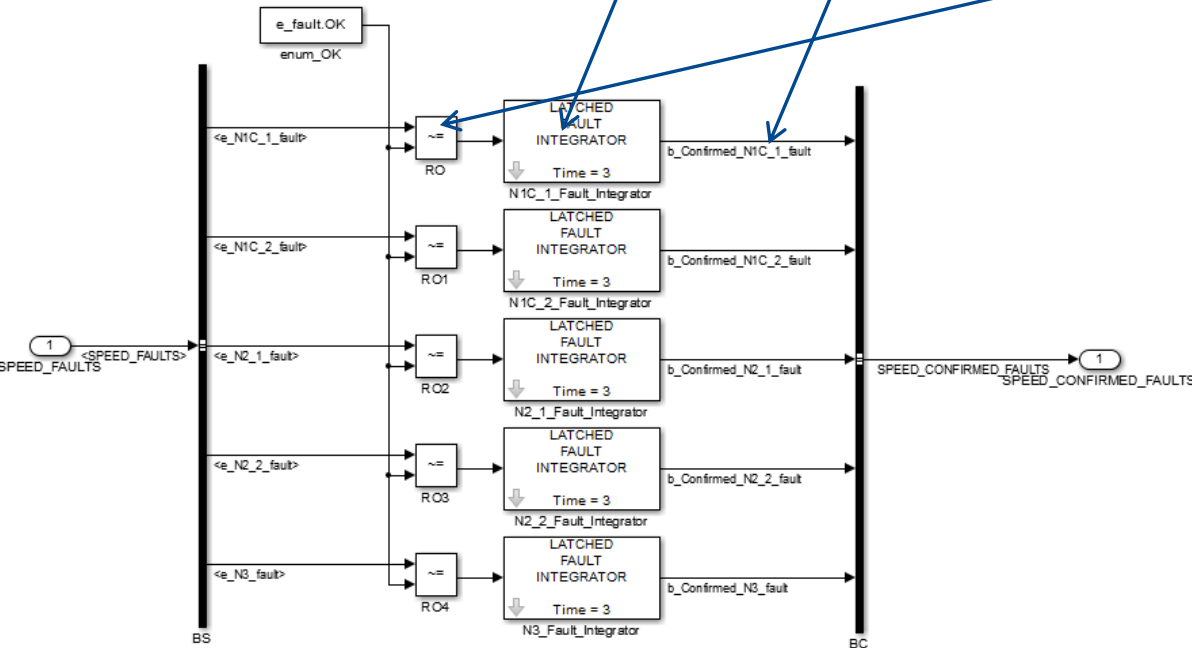 e_fault.OK
enum_OK
<e_N1C_1_fault>
~=
RO
LATCHED
FAULT
INTEGRATOR
Time = 3
N1C_1_Fault_Integrator
b_Confirmed_N1C_1_fault
<e_N1C_2_fault>
~=
RO1
LATCHED
FAULT
INTEGRATOR
Time = 3
N1C_2_Fault_Integrator
b_Confirmed_N1C_2_fault
1
SPEED_FAULTS
<SPEED_FAULTS>
<e_N2_1_fault>
~=
RO2
LATCHED
FAULT
INTEGRATOR
Time = 3
N2_1_Fault_Integrator
b_Confirmed_N2_1_fault
SPEED_CONFIRMED_FAULTS
1
SPEED_CONFIRMED_FAULTS
<e_N2_2_fault>
~=
RO3
LATCHED
FAULT
INTEGRATOR
Time = 3
N2_2_Fault_Integrator
b_Confirmed_N2_2_fault
<e_N3_fault>
~=
RO4
LATCHED
FAULT
INTEGRATOR
Time = 3
N3_Fault_Integrator
b_Confirmed_N3_fault
BS
BC